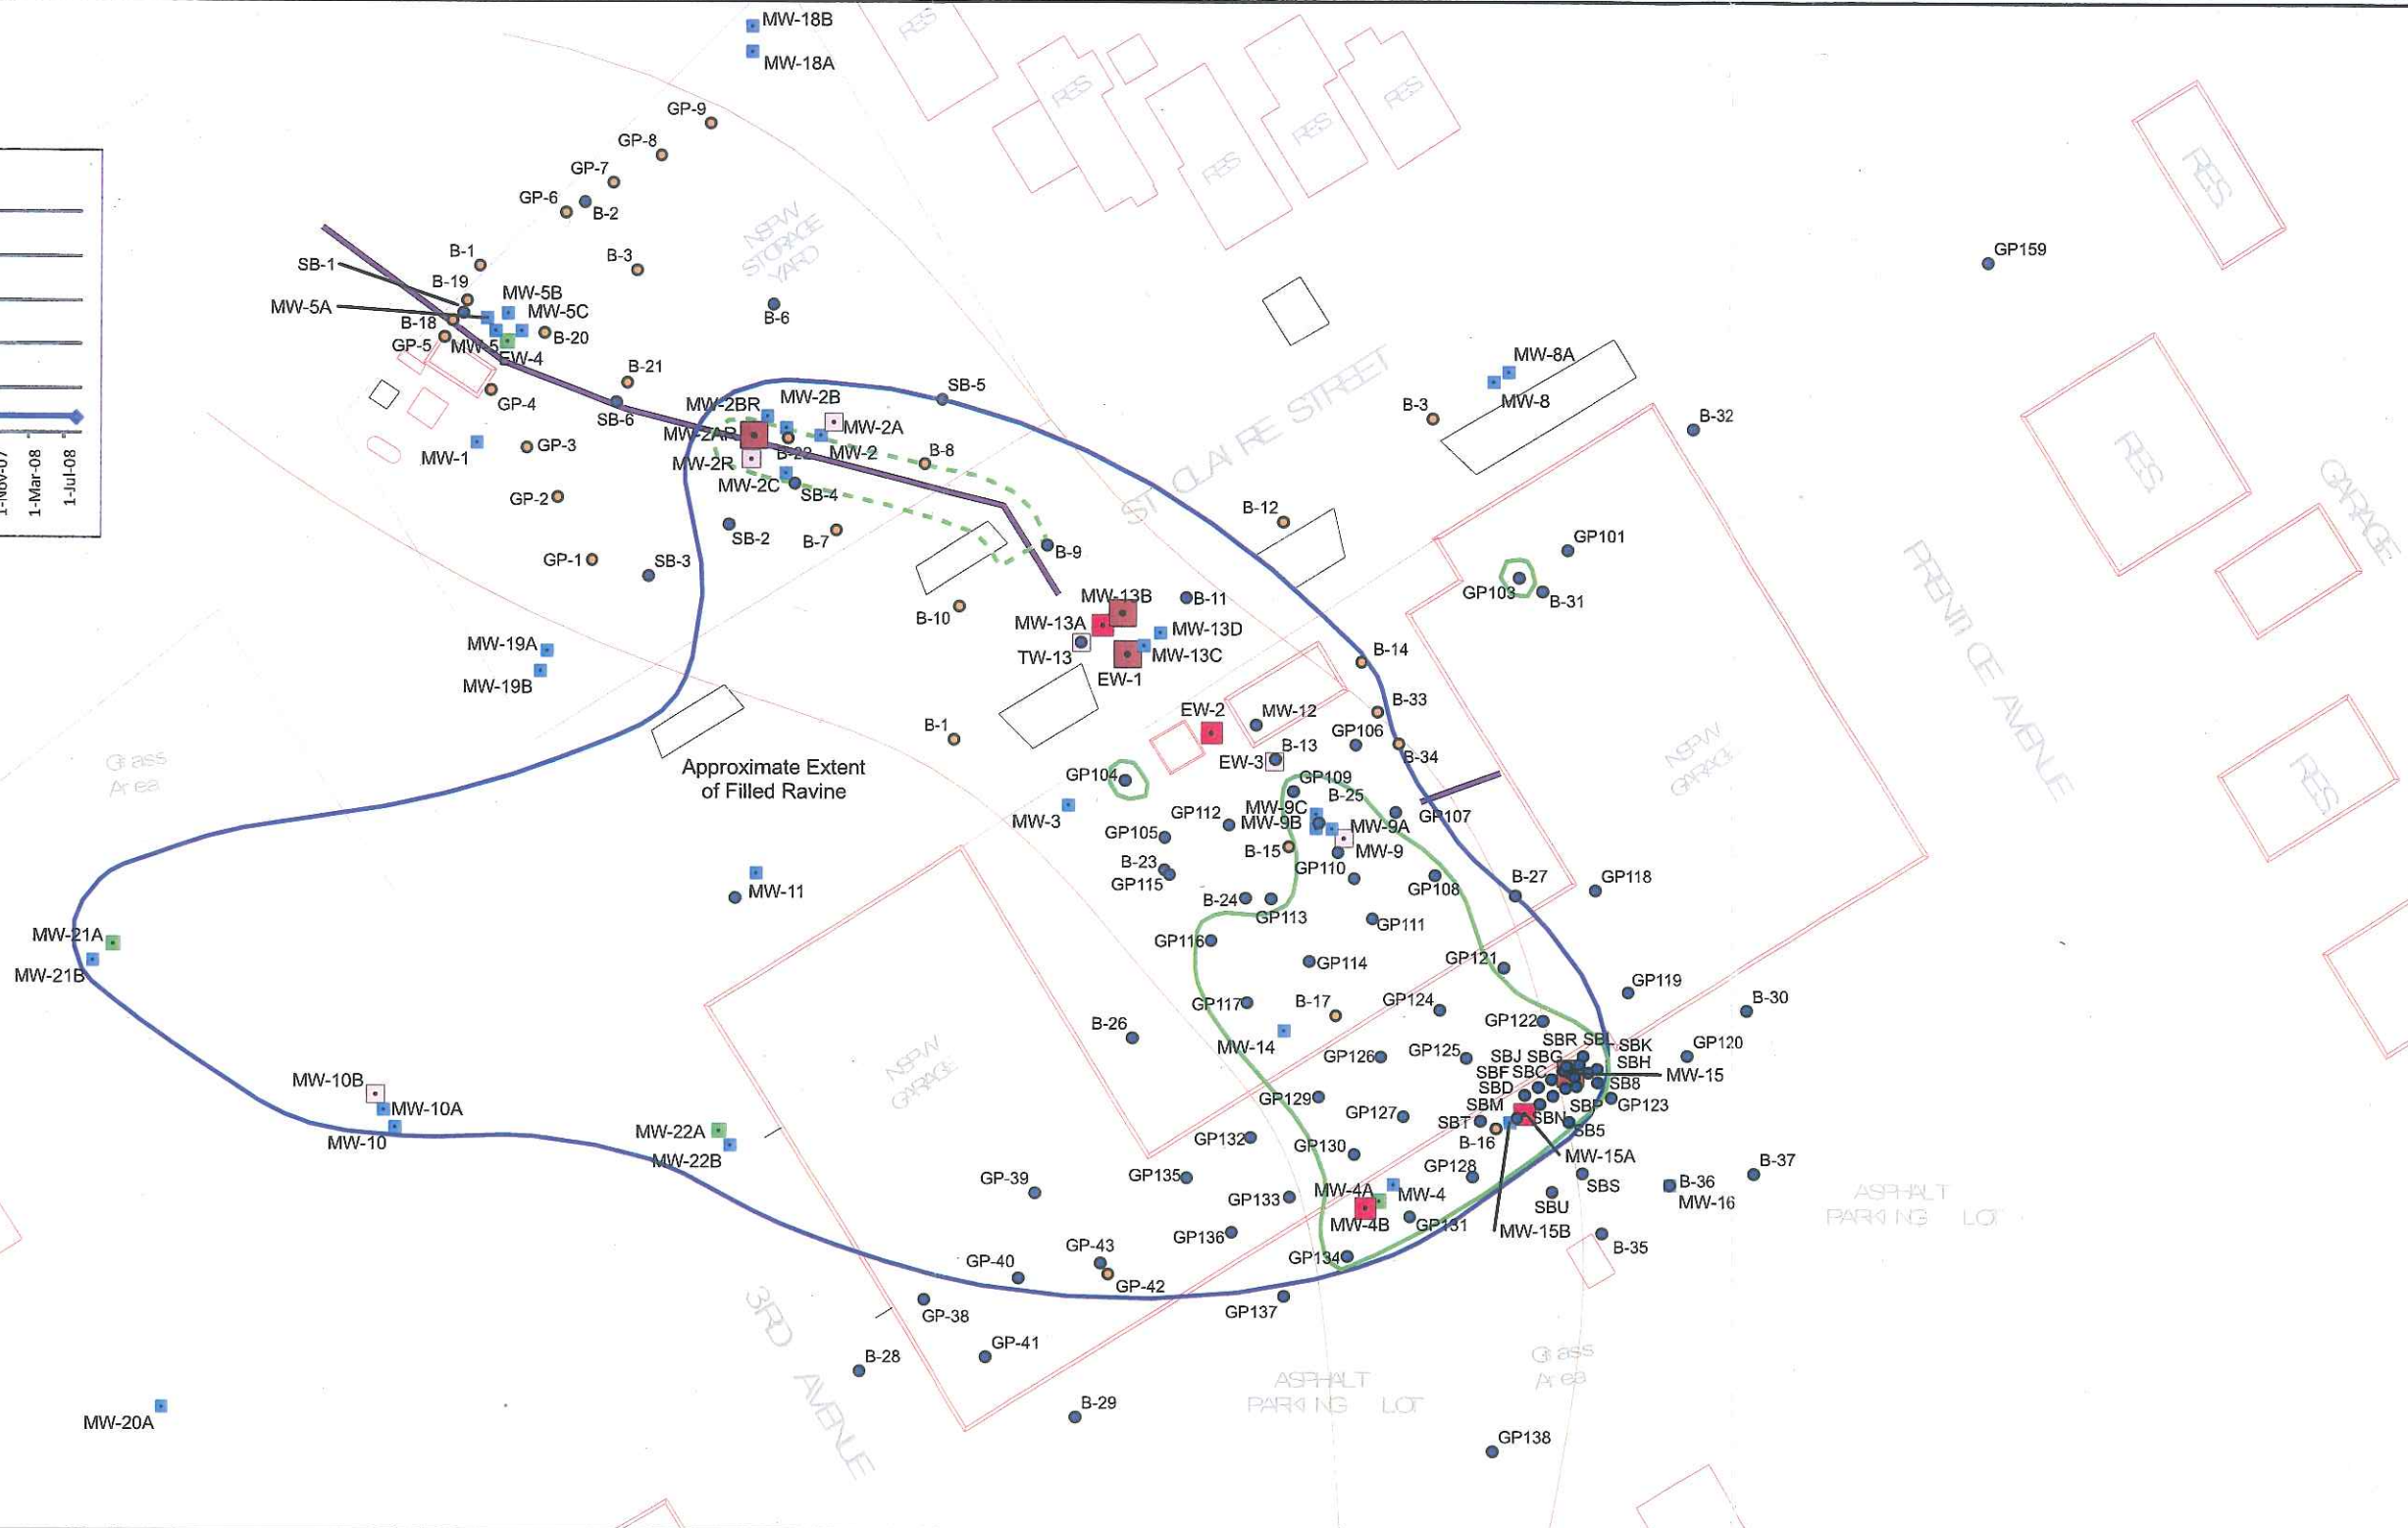 MW-18B
MW-18A
RES
RES
RES
RES
RES
GP-9
GP-8
GP-7
GP-6
B-2
RES
NSPW
STORAGE
YARD
B-1
B-3
SB-1
B-19
MW-5B
MW-5C
MW-5A
B-18
B-20
GP-5
MW-5
EW-4
B-6
GP159
B-21
GP-4
SB-6
SB-5
MW-8A
MW-8
B-3
B-32
MW-2BR
MW-2B
MW-2A
MW-2AR
B-22
MW-2
MW-2R
B-8
MW-2C
SB-4
MW-1
GP-3
GP-2
1-Nov-07
1-Mar-08
1-Jul-08
ST CLAIRE STREET
RES
GARAGE
B-12
SB-2
B-7
B-9
GP-1
SB-3
GP101
GP103
B-31
PRENTICE AVENUE
B-10
MW-13B
B-11
MW-13A
MW-13D
TW-13
MW-13C
EW-1
B-14
MW-19A
MW-19B
B-33
EW-2
MW-12
B-1
GP106
B-13
EW-3
B-34
NSPW
GARAGE
Grass
Area
Approximate Extent
of Filled Ravine
GP104
GP109
B-25
RES
MW-3
GP112
MW-9C
MW-9B
MW-9A
GP107
GP105
B-15
MW-9
B-23
GP110
GP115
GP108
B-27
GP118
MW-11
B-24
GP113
GP111
MW-21A
MW-21B
GP116
GP114
GP121
GP119
B-30
GP117
B-17
GP124
B-26
GP122
MW-14
GP126
GP125
SBR
SBL
SBK
GP120
SBJ
SBG
SBH
SBF
SBC
MW-15
SBD
SB8
NSPW
GARAGE
MW-10B
MW-10A
MW-10
GP129
GP127
SBM
SBP
GP123
SBT
SBN
SB5
B-16
MW-22A
MW-22B
GP132
GP130
MW-15A
GP-39
GP135
GP128
GP133
MW-4A
MW-4
SBS
SBU
B-36
MW-16
B-37
MW-4B
GP131
MW-15B
ASPHALT
PARKING LOT
GP136
B-35
GP-40
GP-43
GP-42
GP134
GP-38
GP137
3RD AVENUE
GP-41
B-28
Grass
Area
ASPHALT
PARKING LOT
B-29
MW-20A
GP138